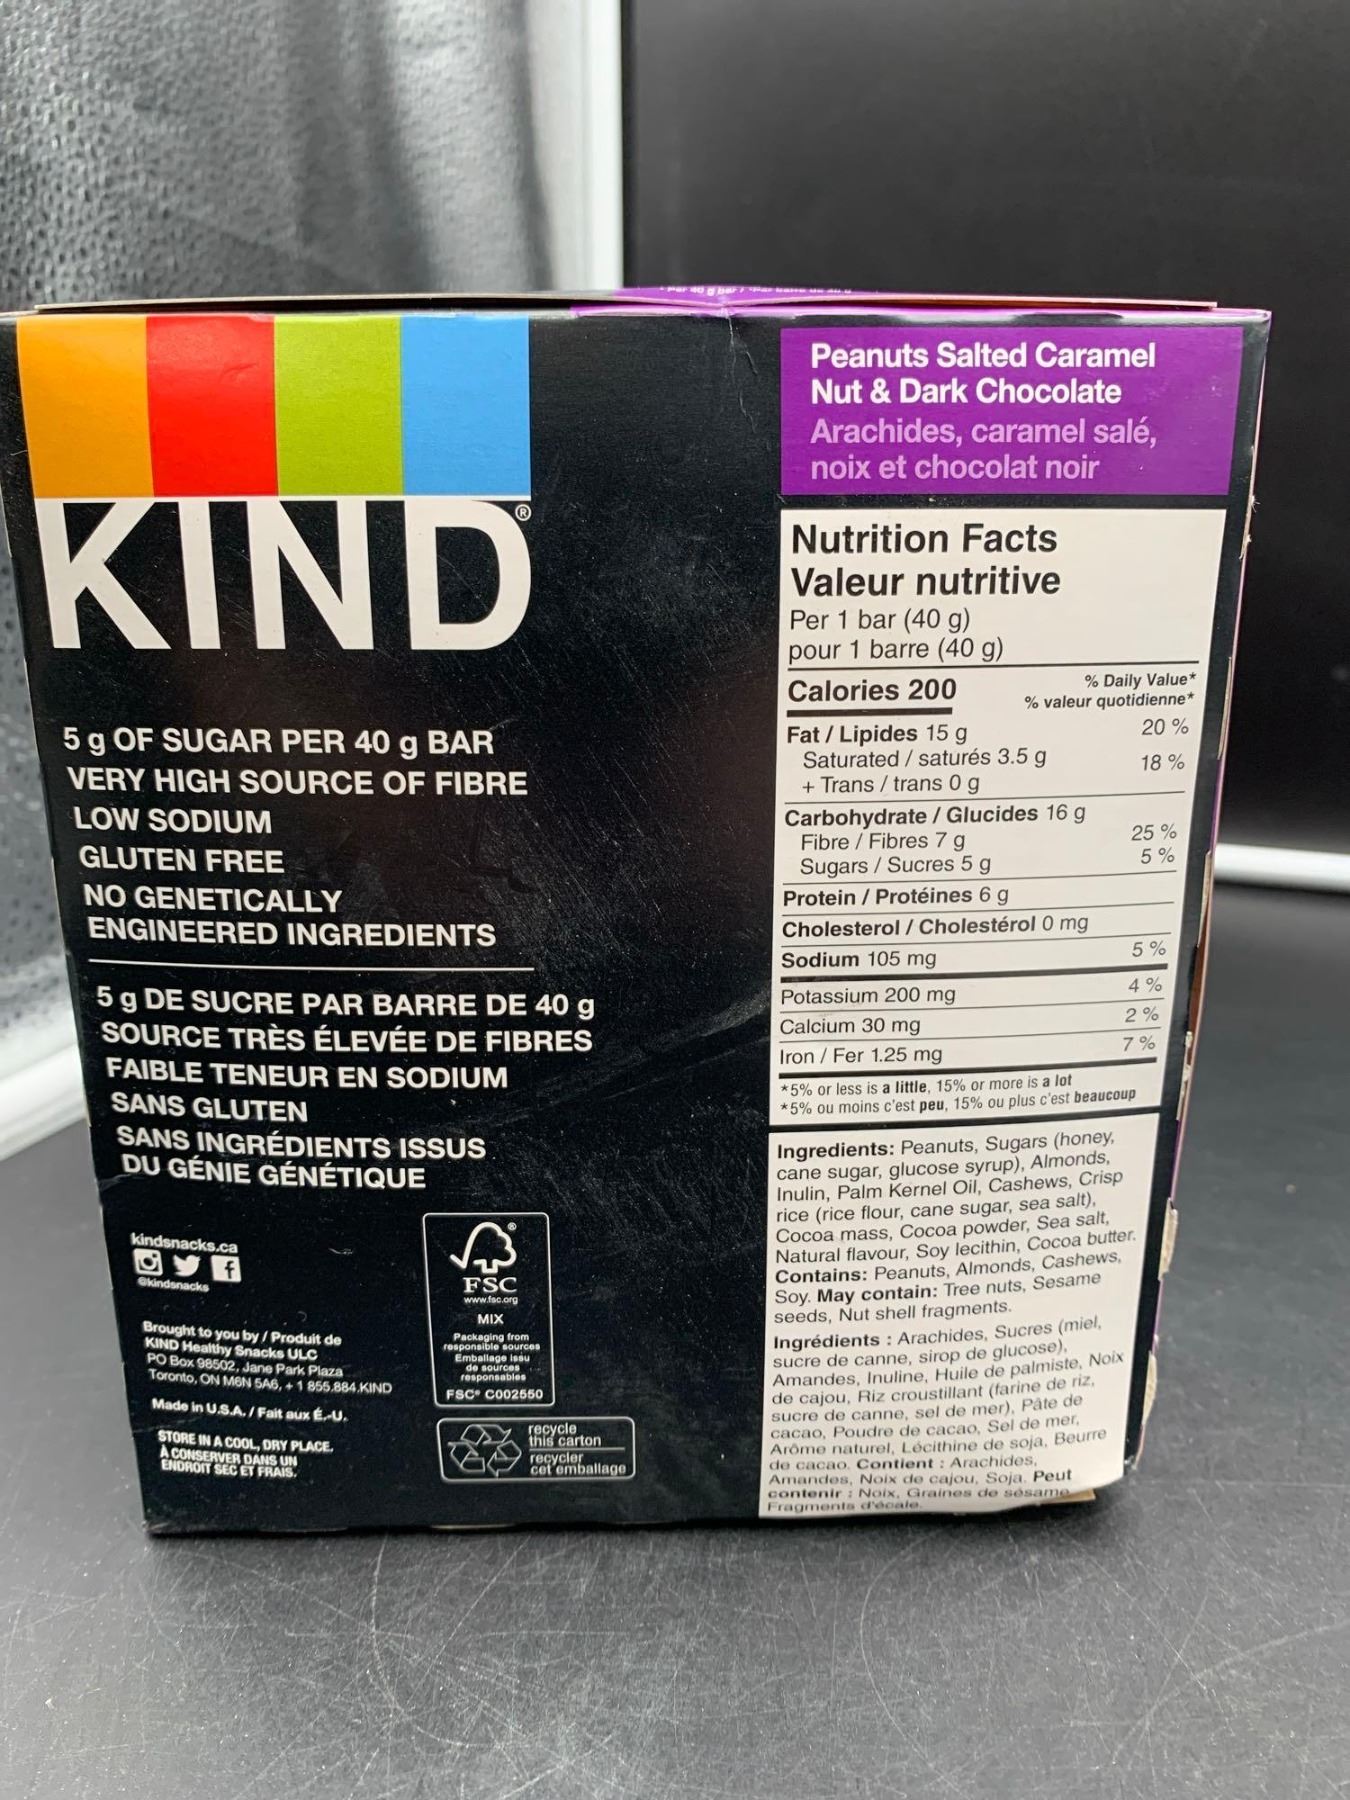 KIND®
5 g OF SUGAR PER 40 g BAR
VERY HIGH SOURCE OF FIBRE
LOW SODIUM
GLUTEN FREE
NO GENETICALLY
ENGINEERED INGREDIENTS
5 g DE SUCRE PAR BARRE DE 40 g
SOURCE TRÈS ÉLEVÉE DE FIBRES
FAIBLE TENEUR EN SODIUM
SANS GLUTEN
SANS INGRÉDIENTS ISSUS
DU GÉNIE GÉNÉTIQUE
kindsnacks.ca
@kindsnacks
Brought to you by / Produit de
KIND Healthy Snacks ULC
PO Box 98502, Jane Park Plaza
Toronto, ON M6N 5A6, + 1 855.884.KIND
Made in U.S.A. / Fait aux É.-U.
STORE IN A COOL, DRY PLACE.
À CONSERVER DANS UN
ENDROIT SEC ET FRAIS.
®
FSC
www.fsc.org
MIX
Packaging from
responsible sources
Emballage issu
de sources
responsables
FSC® C002550
recycle
this carton
recycler
cet emballage
Per 40 g bar /
Peanuts Salted Caramel
Nut & Dark Chocolate
Arachides, caramel salé,
noix et chocolat noir
Nutrition Facts
Valeur nutritive
Per 1 bar (40 g)
pour 1 barre (40 g)
Calories 200
% Daily Value*
% valeur quotidienne*
Fat / Lipides 15 g 20 %
Saturated / saturés 3.5 g 18 %
+ Trans / trans 0 g
Carbohydrate / Glucides 16 g
Fibre / Fibres 7 g 25 %
Sugars / Sucres 5 g 5 %
Protein / Protéines 6 g
Cholesterol / Cholestérol 0 mg
Sodium 105 mg 5 %
Potassium 200 mg 4 %
Calcium 30 mg 2 %
Iron / Fer 1.25 mg 7 %
*5% or less is a little, 15% or more is a lot
*5% ou moins c'est peu, 15% ou plus c'est beaucoup
Ingredients: Peanuts, Sugars (honey,
cane sugar, glucose syrup), Almonds,
Inulin, Palm Kernel Oil, Cashews, Crisp
rice (rice flour, cane sugar, sea salt),
Cocoa mass, Cocoa powder, Sea salt,
Natural flavour, Soy lecithin, Cocoa butter.
Contains: Peanuts, Almonds, Cashews,
Soy. May contain: Tree nuts, Sesame
seeds, Nut shell fragments.
Ingrédients : Arachides, Sucres (miel,
sucre de canne, sirop de glucose),
Amandes, Inuline, Huile de palmiste, Noix
de cajou, Riz croustillant (farine de riz,
sucre de canne, sel de mer), Pâte de
cacao, Poudre de cacao, Sel de mer,
Arôme naturel, Lécithine de soja, Beurre
de cacao. Contient : Arachides,
Amandes, Noix de cajou, Soja. Peut
contenir : Noix, Graines de sésame
Fragments d'écale.